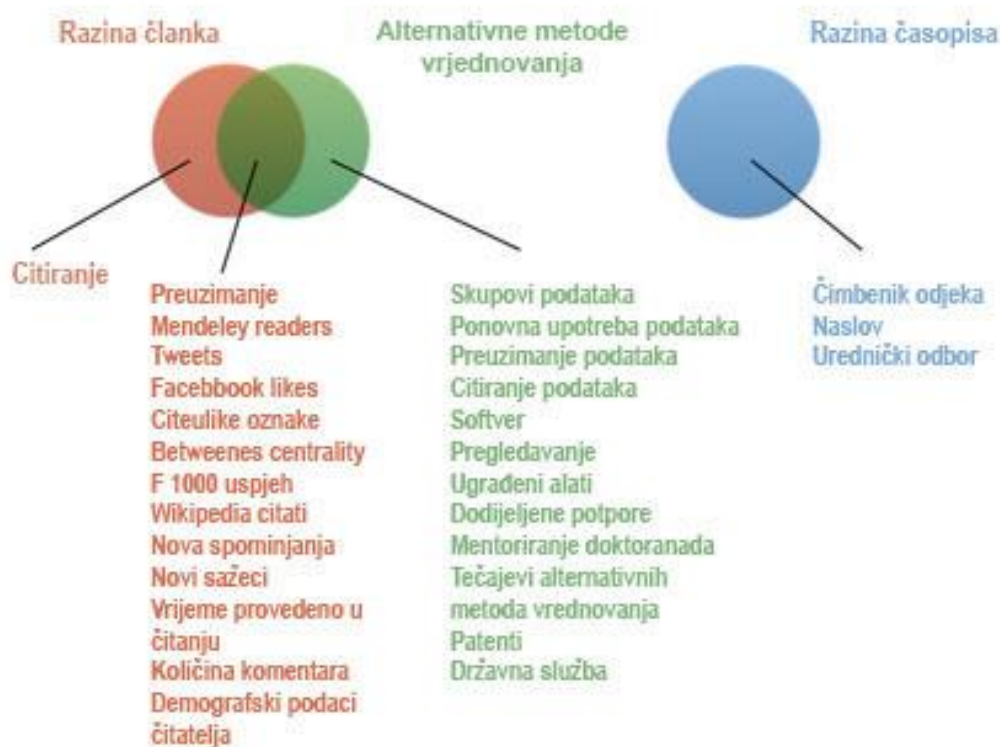 Razina članka
Alternativne metode
vrjednovanja
Razina časopisa
Citiranje
Preuzimanje
Mendeley readers
Tweets
Facebbook likes
Citeulike oznake
Betweenes centrality
F 1000 uspjeh
Wikipedia citati
Nova spominjanja
Novi sažeci
Vrijeme provedeno u
čitanju
Količina komentara
Demografski podaci
čitatelja
Skupovi podataka
Ponovna upotreba podataka
Preuzimanje podataka
Citiranje podataka
Softver
Pregledavanje
Ugrađeni alati
Dodijeljene potpore
Mentoriranje doktoranada
Tečajevi alternativnih
metoda vrednovanja
Patenti
Državna služba
Čimbenik odjeka
Naslov
Urednički odbor